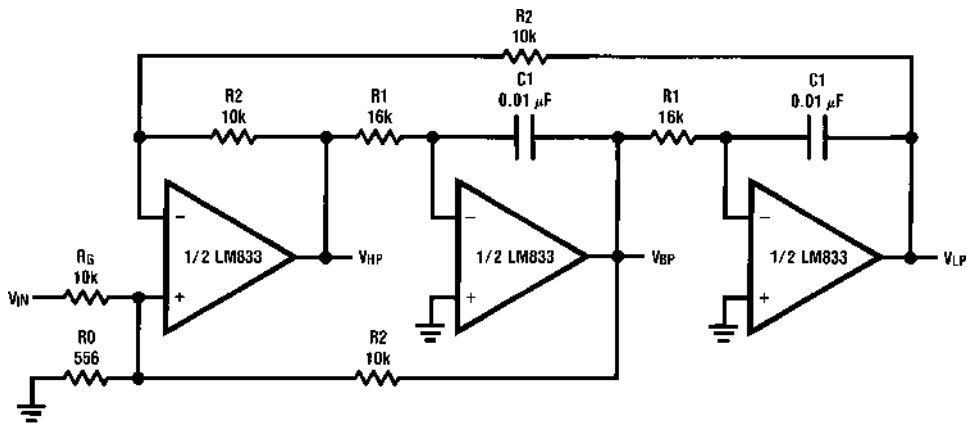 R2
10k
R2
10k
R1
16k
C1
0.01 µF
R1
16k
C1
0.01 µF
−
1/2 LM833
+
VHP
−
1/2 LM833
+
VBP
−
1/2 LM833
+
VLP
VIN
RG
10k
R0
556
R2
10k